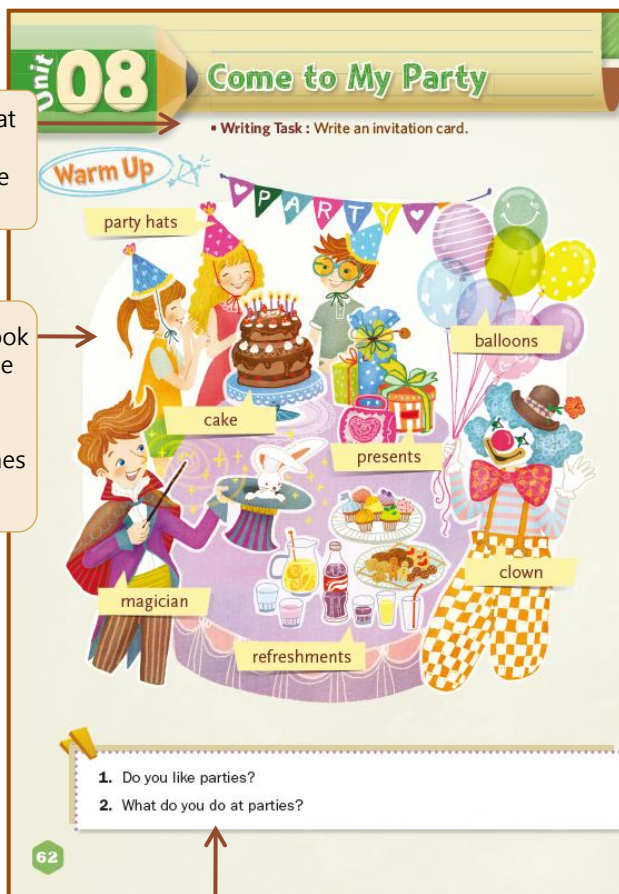 Unit 08
Come to My Party
▪ Writing Task : Write an invitation card.
Warm Up
PARTY
party hats
balloons
cake
presents
magician
clown
refreshments
1. Do you like parties?
2. What do you do at parties?
62